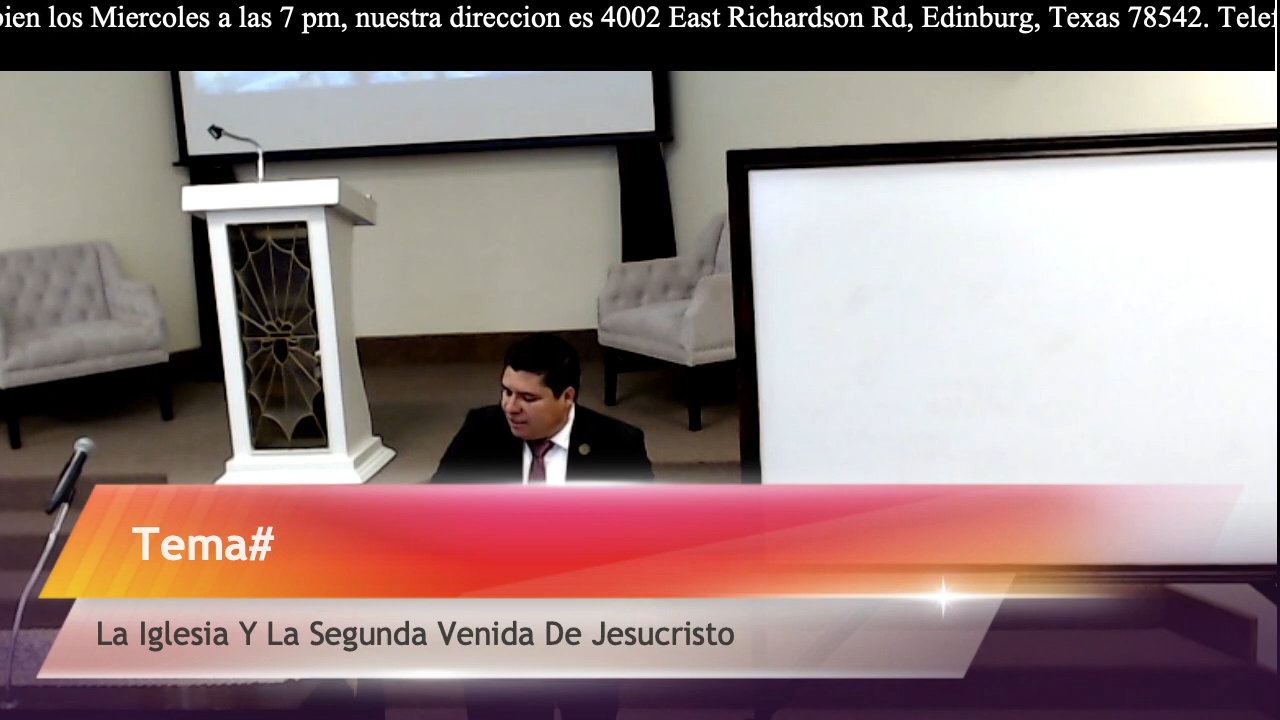 los Miercoles a las 7 pm, nuestra direccion es 4002 East Richardson Rd, Edinburg, Texas 78542.
Tema#
La Iglesia Y La Segunda Venida De Jesucristo